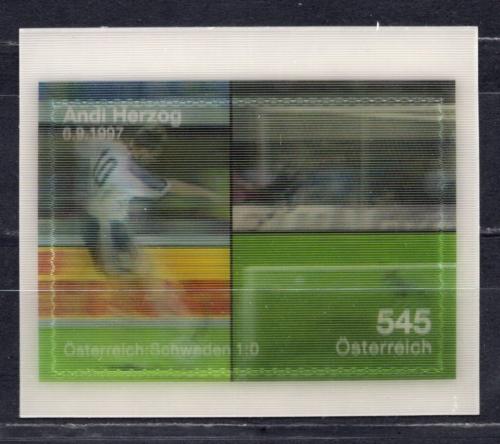 Andi Herzog
6.9.1997
Österreich:Schweden 1:0
545
Österreich